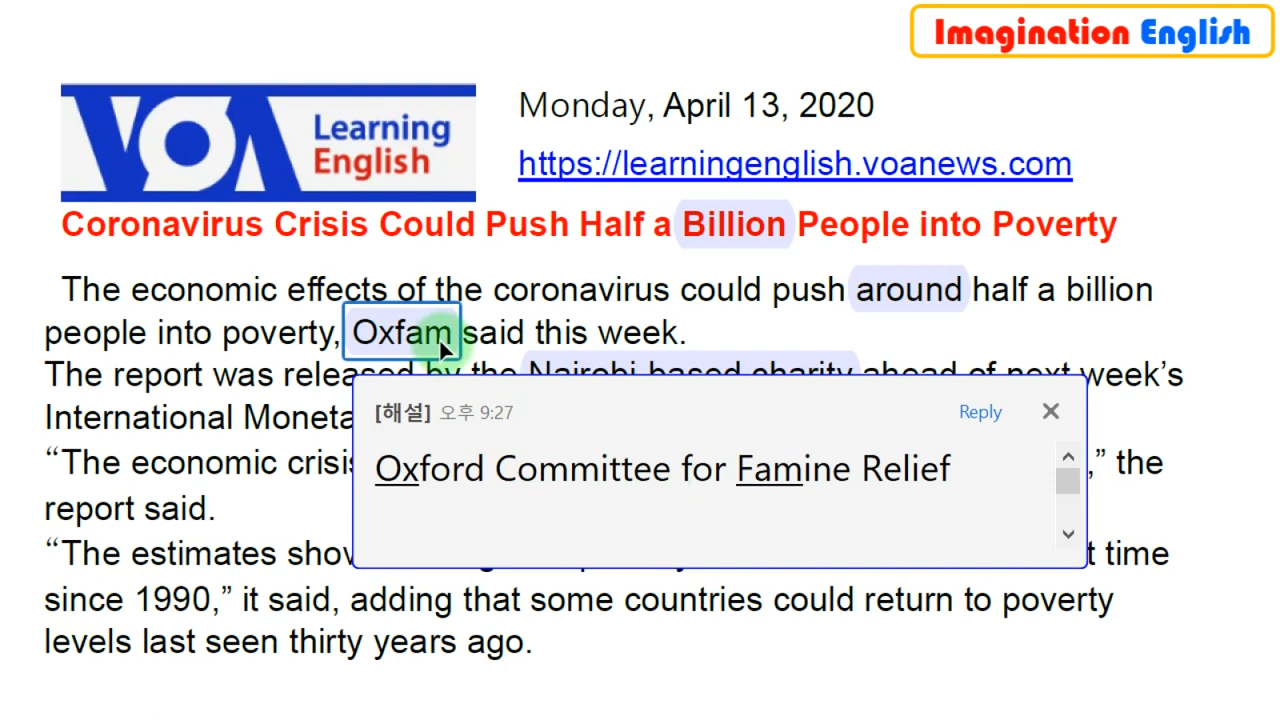 Imagination English
VOA Learning English
Monday, April 13, 2020
https://learningenglish.voanews.com
Coronavirus Crisis Could Push Half a Billion People into Poverty
The economic effects of the coronavirus could push around half a billion
people into poverty, Oxfam said this week.
The report was released by the Nairobi-based charity ahead of next week’s
International Moneta
[해설] 오후 9:27 Reply
“The economic crisis ,” the
Oxford Committee for Famine Relief
report said.
“The estimates show t time
since 1990,” it said, adding that some countries could return to poverty
levels last seen thirty years ago.